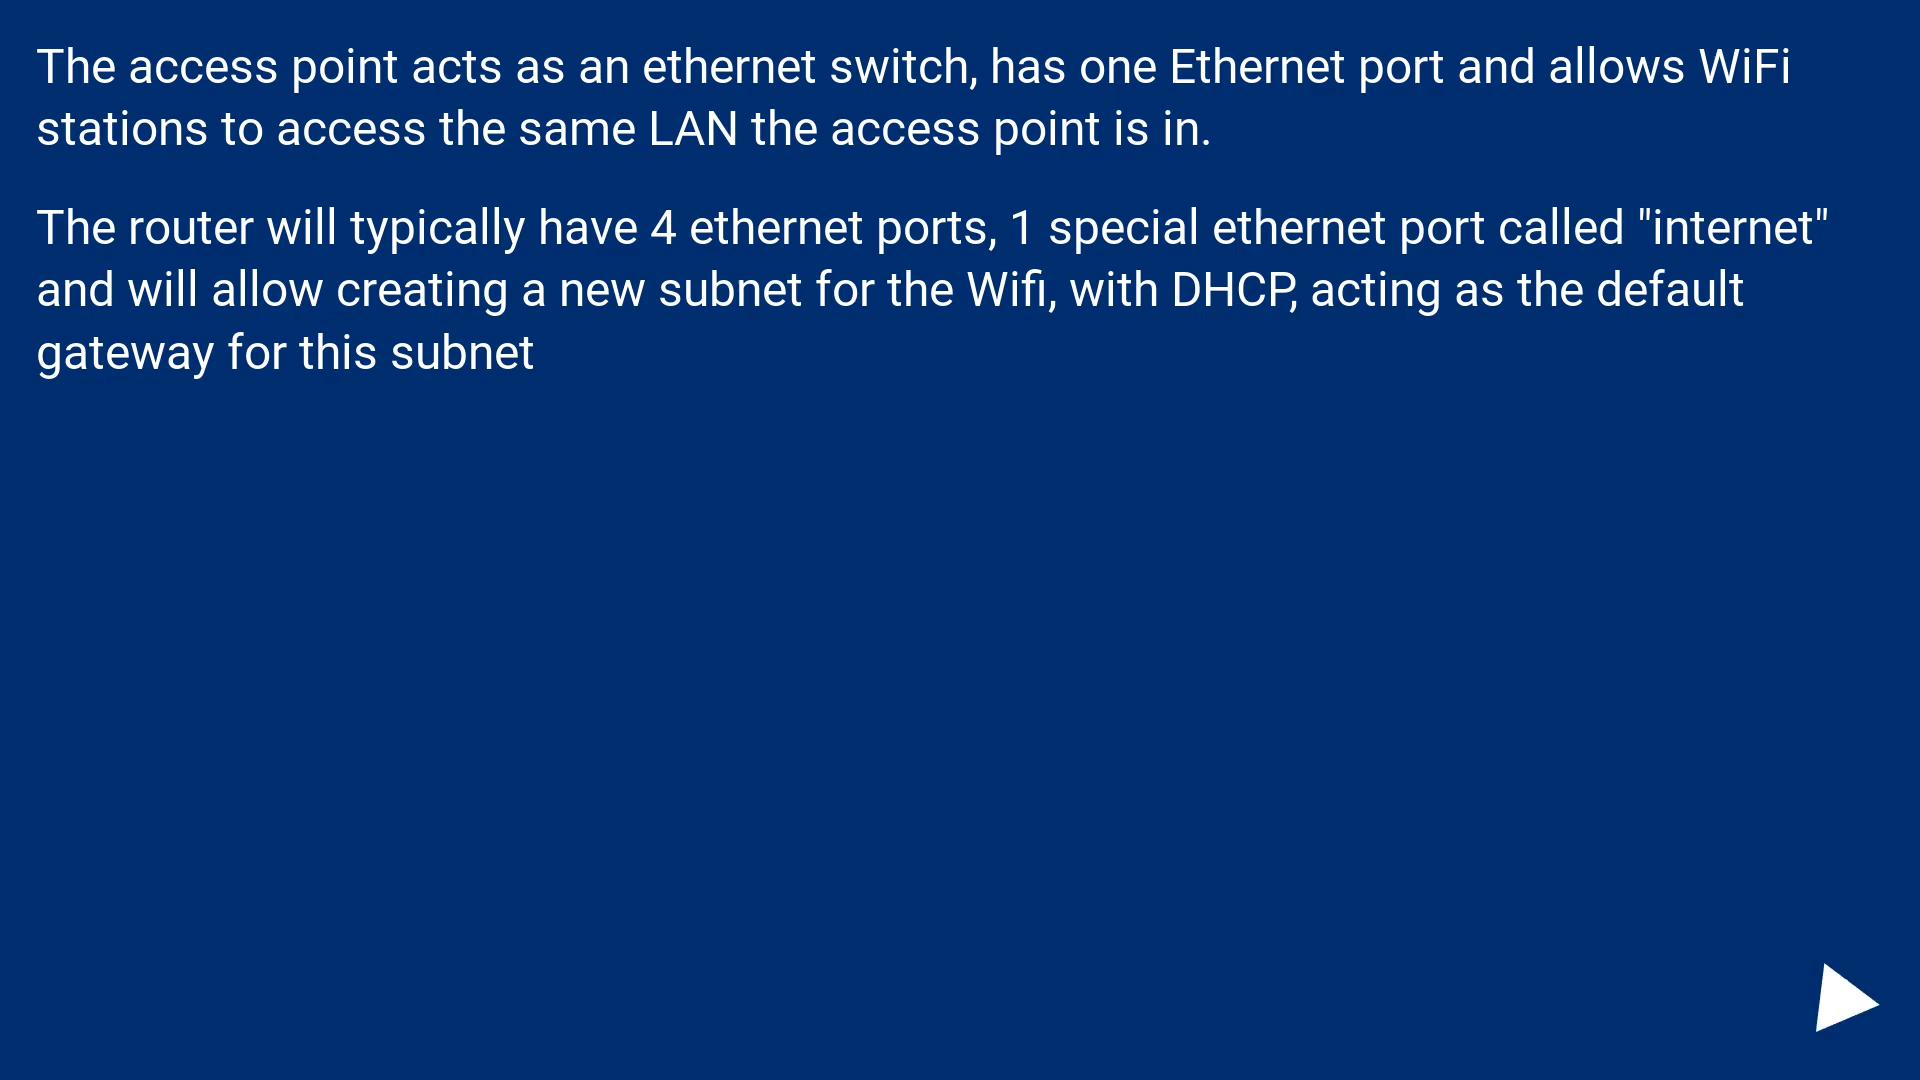 The access point acts as an ethernet switch, has one Ethernet port and allows WiFi
stations to access the same LAN the access point is in.
The router will typically have 4 ethernet ports, 1 special ethernet port called "internet"
and will allow creating a new subnet for the Wifi, with DHCP, acting as the default
gateway for this subnet